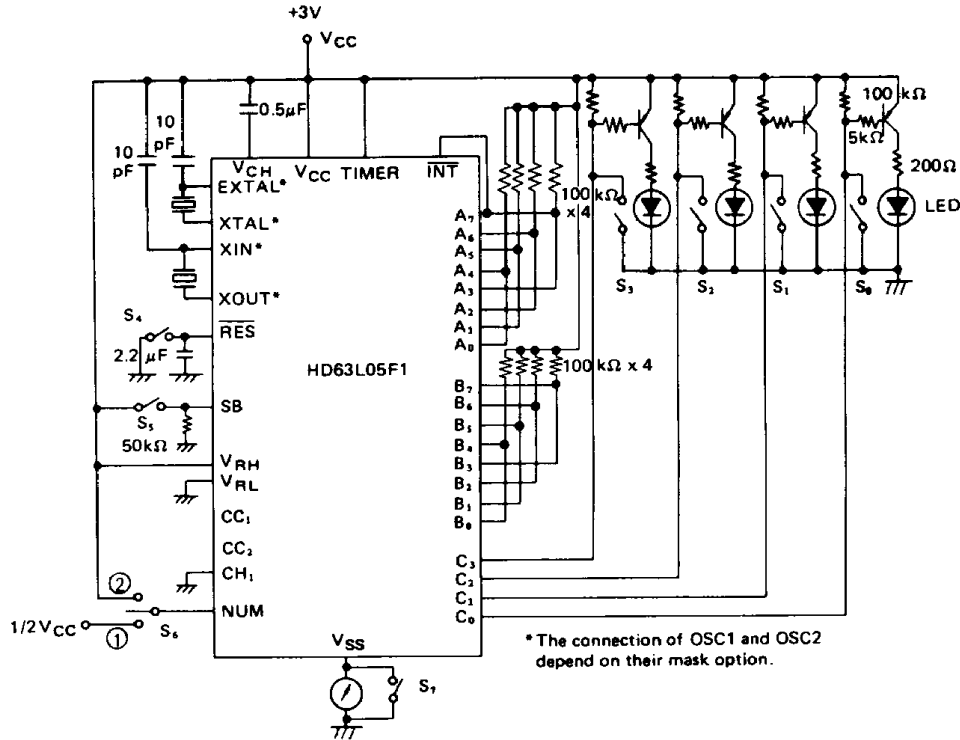 +3V
VCC
0.5μF
10
pF
10
pF
VCH
VCC
TIMER
INT
EXTAL*
XTAL*
XIN*
XOUT*
S4
RES
2.2 μF
HD63L05F1
SB
S5
50kΩ
VRH
VRL
CC1
CC2
CH1
②
NUM
1/2VCC
①
S6
VSS
S7
A7
A6
A5
A4
A3
A2
A1
A0
100 kΩ
x 4
B7
B6
B5
B4
B3
B2
B1
B0
100kΩ x 4
C3
C2
C1
C0
100 kΩ
5kΩ
200Ω
LED
S3
S2
S1
S0
* The connection of OSC1 and OSC2
depend on their mask option.